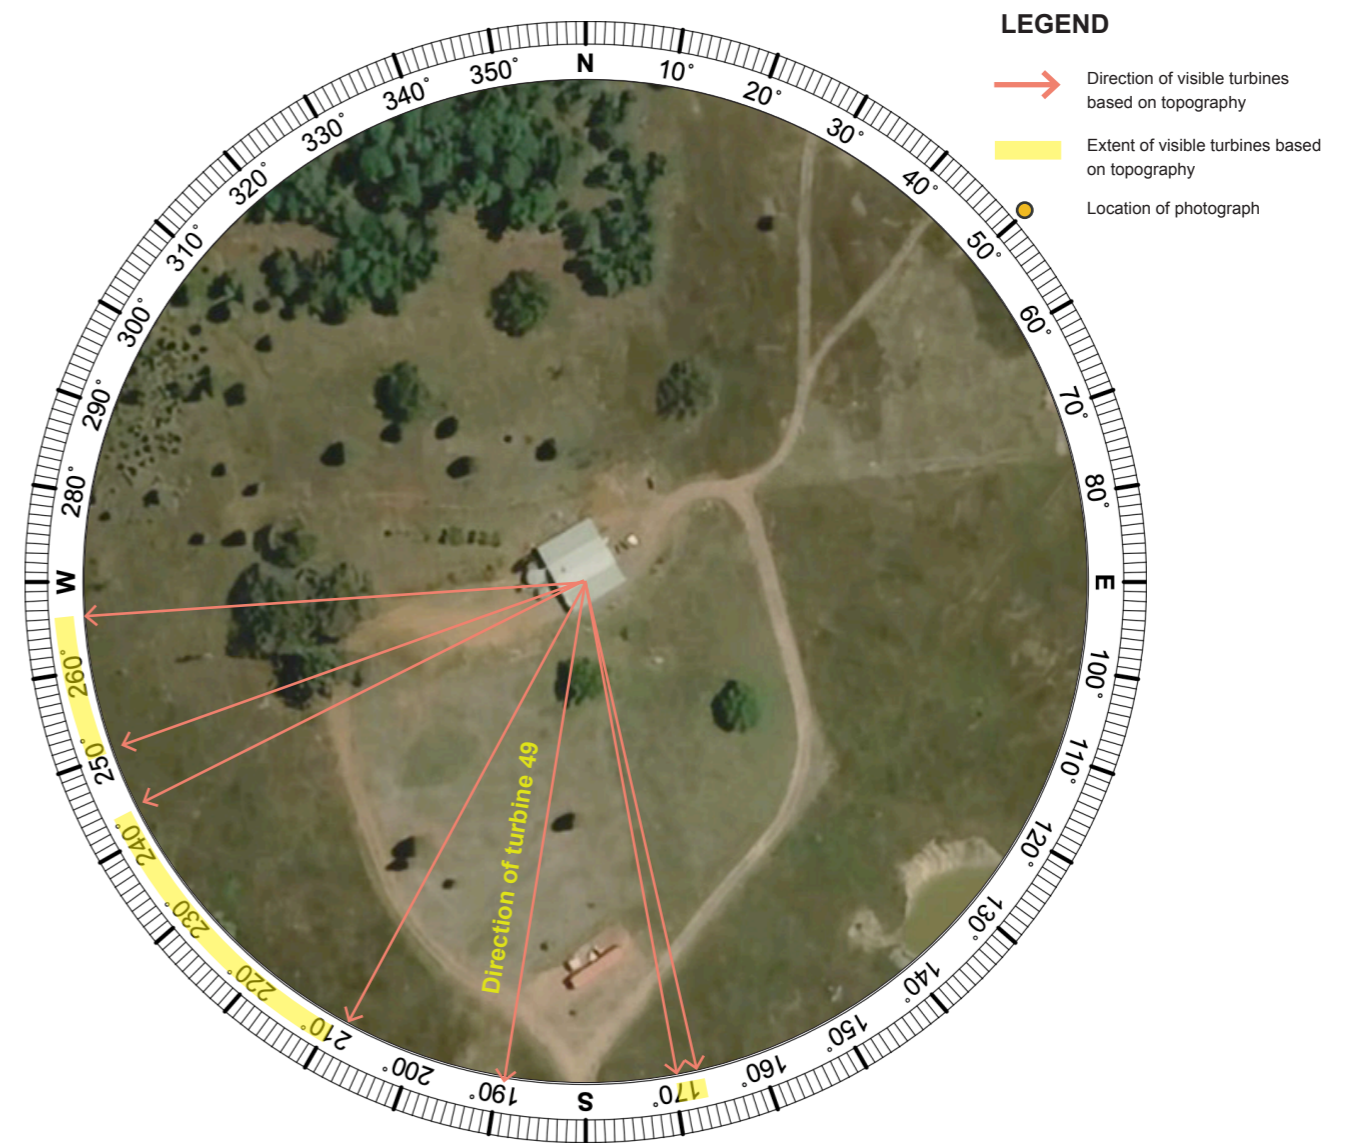 LEGEND
Direction of visible turbines
based on topography
Extent of visible turbines based
on topography
Location of photograph
N
10°
20°
30°
40°
50°
60°
70°
80°
E
100°
110°
120°
130°
140°
150°
160°
170°
S
190°
200°
210°
220°
230°
240°
250°
260°
W
280°
290°
300°
310°
320°
330°
340°
350°
Direction of turbine 49